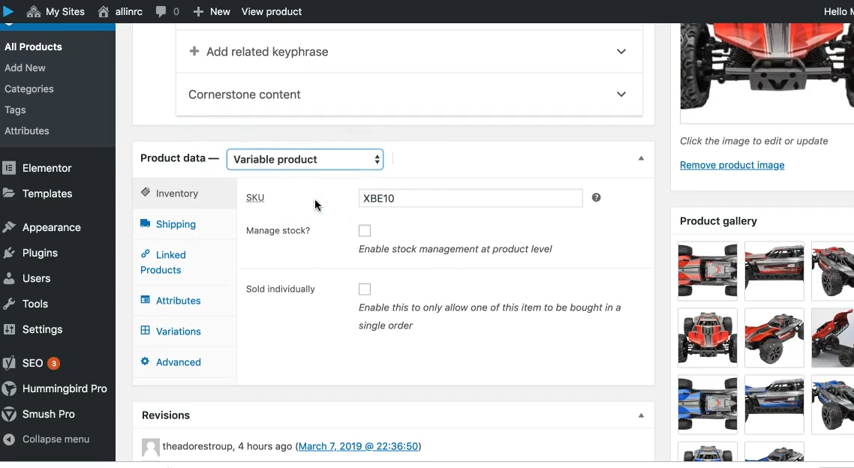 My Sites allinrc 0 New View product Hello M
All Products
Add New
Categories
Tags
Attributes
Elementor
Templates
Appearance
Plugins
Users
Tools
Settings
SEO 3
Hummingbird Pro
Smush Pro
Collapse menu
Add related keyphrase
Cornerstone content
Product data — Variable product
Inventory
Shipping
Linked
Products
Attributes
Variations
Advanced
SKU XBE10
Manage stock?
Enable stock management at product level
Sold individually
Enable this to only allow one of this item to be bought in a
single order
Revisions
theadorestroup, 4 hours ago (March 7, 2019 @ 22:36:50)
Click the image to edit or update
Remove product image
Product gallery